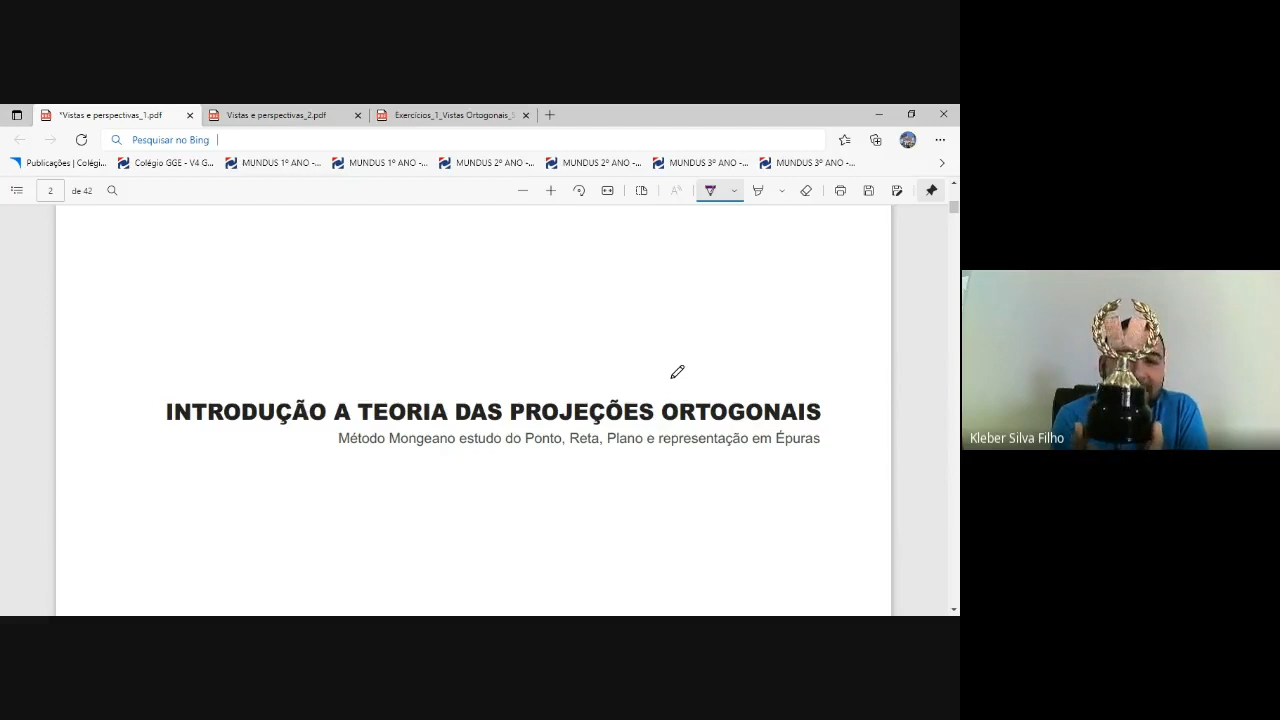 *Vistas e perspectivas_1.pdf
Vistas e perspectivas_2.pdf
Exercícios_1_Vistas Ortogonais_
Pesquisar no Bing
Publicações | Colégi...
Colégio GGE - V4 G...
MUNDUS 1º ANO -...
MUNDUS 1º ANO -...
MUNDUS 2º ANO -...
MUNDUS 2º ANO -...
MUNDUS 3º ANO -...
MUNDUS 3º ANO -...
2
de 42
INTRODUÇÃO A TEORIA DAS PROJEÇÕES ORTOGONAIS
Método Mongeano estudo do Ponto, Reta, Plano e representação em Épuras
Kleber Silva Filho